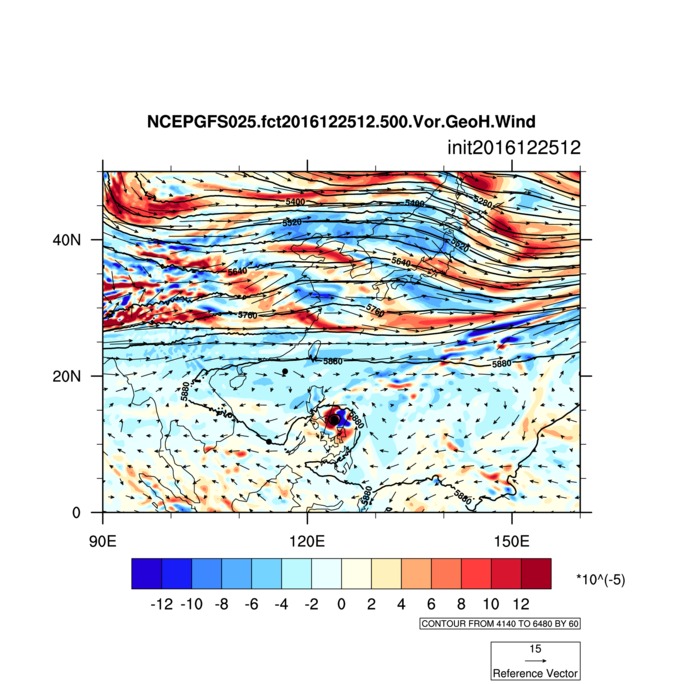 NCEPGFS025.fct2016122512.500.Vor.GeoH.Wind
init2016122512
5400
5400
5280
5520
5520
40N
5640
5640
5760
5760
5880
20N
5880
5880
5880
5880
5880
0
90E
120E
150E
-12 -10 -8 -6 -4 -2 0 2 4 6 8 10 12
*10^(-5)
CONTOUR FROM 4140 TO 6480 BY 60
15
Reference Vector